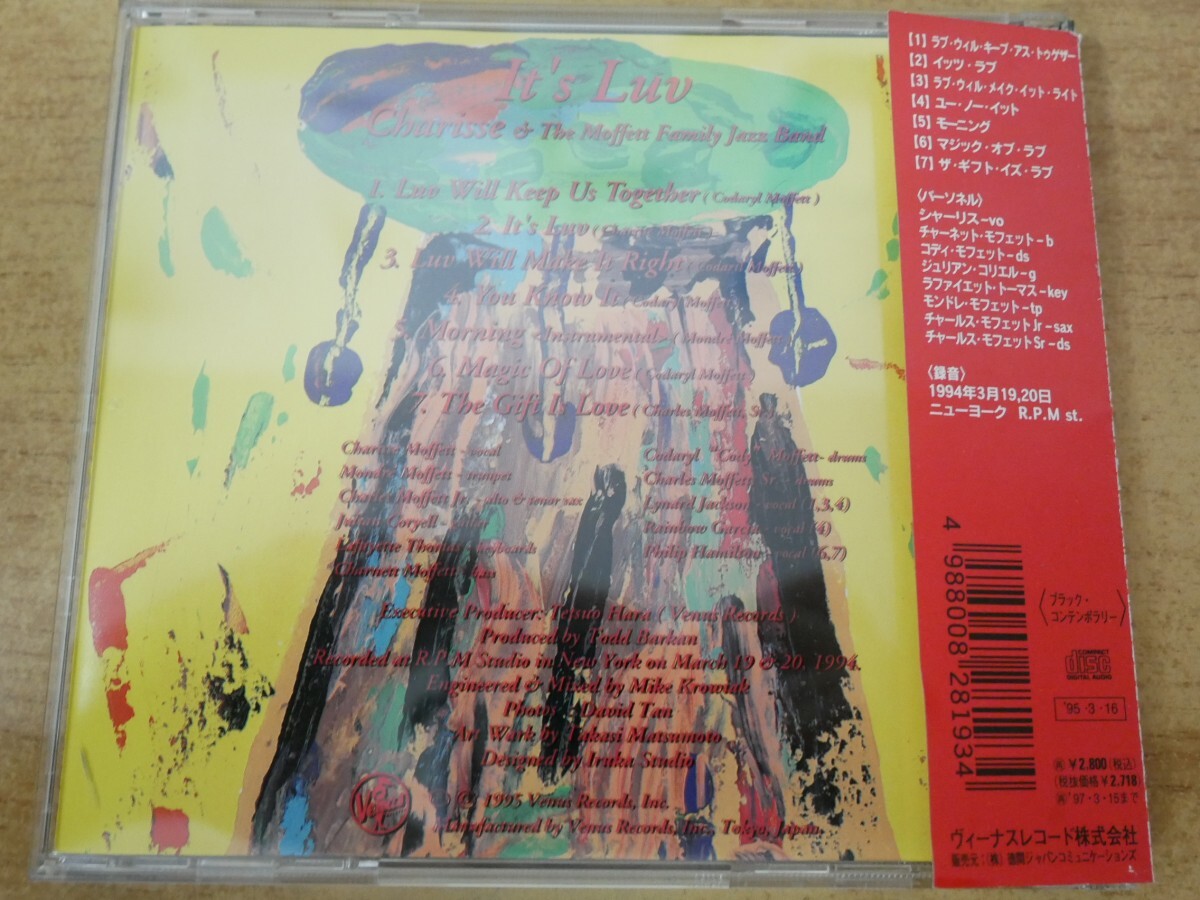 It's Luv
Charisse & The Moffett Family Jazz Band
1. Luv Will Keep Us Together ( Codaryl Moffett )
2. It's Luv
3. Luv Will Make It Right Moffett )
4. You Know It Codaryl Moffett
5. Morning <Instrumental> ( Mondre Moffett
6. Magic Of Love ( Codaryl Moffett )
7. The Gift Is Love ( Charles Moffett, Sr.
Charisse Moffett - vocal
Mondre Moffett - trumpet
Charles Moffett Jr. - alto & tenor sax
Julian Coryell -
Lafayette Thomas - keyboards
Charnett Moffett - bass
Codaryl "Cody" Moffett- drums
Charles Moffett Sr - drums
Lynard Jackson - vocal (1,3,4)
Rainbow Garcia - vocal (4)
Philip Hamilton - vocal (6,7)
Executive Producer: Tetsuo Hara ( Venus Records )
Produced by Todd Barkan
Recorded at R.P.M Studio in New York on March 19 & 20, 1994.
Engineered & Mixed by Mike Krowiak
Photos David Tan
Art Work by Takasi Matsumoto
Designed by Iruka Studio
© 1995 Venus Records, Inc.
Manufactured by Venus Records, Inc., Tokyo, Japan.
[1] ラブ・ウィル・キープ・アス・トゥゲザー
[2] イッツ・ラブ
[3] ラブ・ウィル・メイク・イット・ライト
[4] ユー・ノー・イット
[5] モーニング
[6] マジック・オブ・ラブ
[7] ザ・ギフト・イズ・ラブ
〈パーソネル〉
シャーリス-vo
チャーネット・モフェット-b
コディ・モフェット-ds
ジュリアン・コリエル-g
ラファイエット・トーマス-key
モンドレ・モフェット-tp
チャールス・モフェットJr-sax
チャールス・モフェットSr-ds
〈録音〉
1994年3月19,20日
ニューヨーク R.P.M st.
4 988008 281934
〈ブラック・
コンテンポラリー〉
COMPACT
disc
DIGITAL AUDIO
'95・3・16
¥2.800(税込)
(税抜価格¥2.718)
'97・3・15まで
ヴィーナスレコード株式会社
販売元:(株)徳間ジャパンコミュニケーションズ